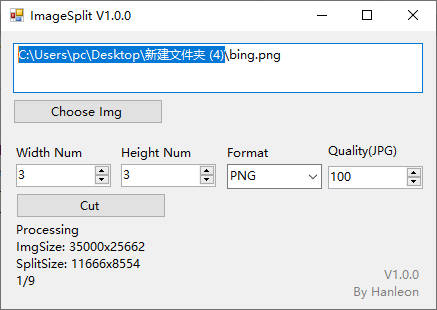 ImageSplit V1.0.0
C:\Users\pc\Desktop\新建文件夹 (4)\bing.png
Choose Img
Width Num Height Num Format Quality(JPG)
3 3 PNG 100
Cut
Processing
ImgSize: 35000x25662
SplitSize: 11666x8554
1/9
V1.0.0
By Hanleon